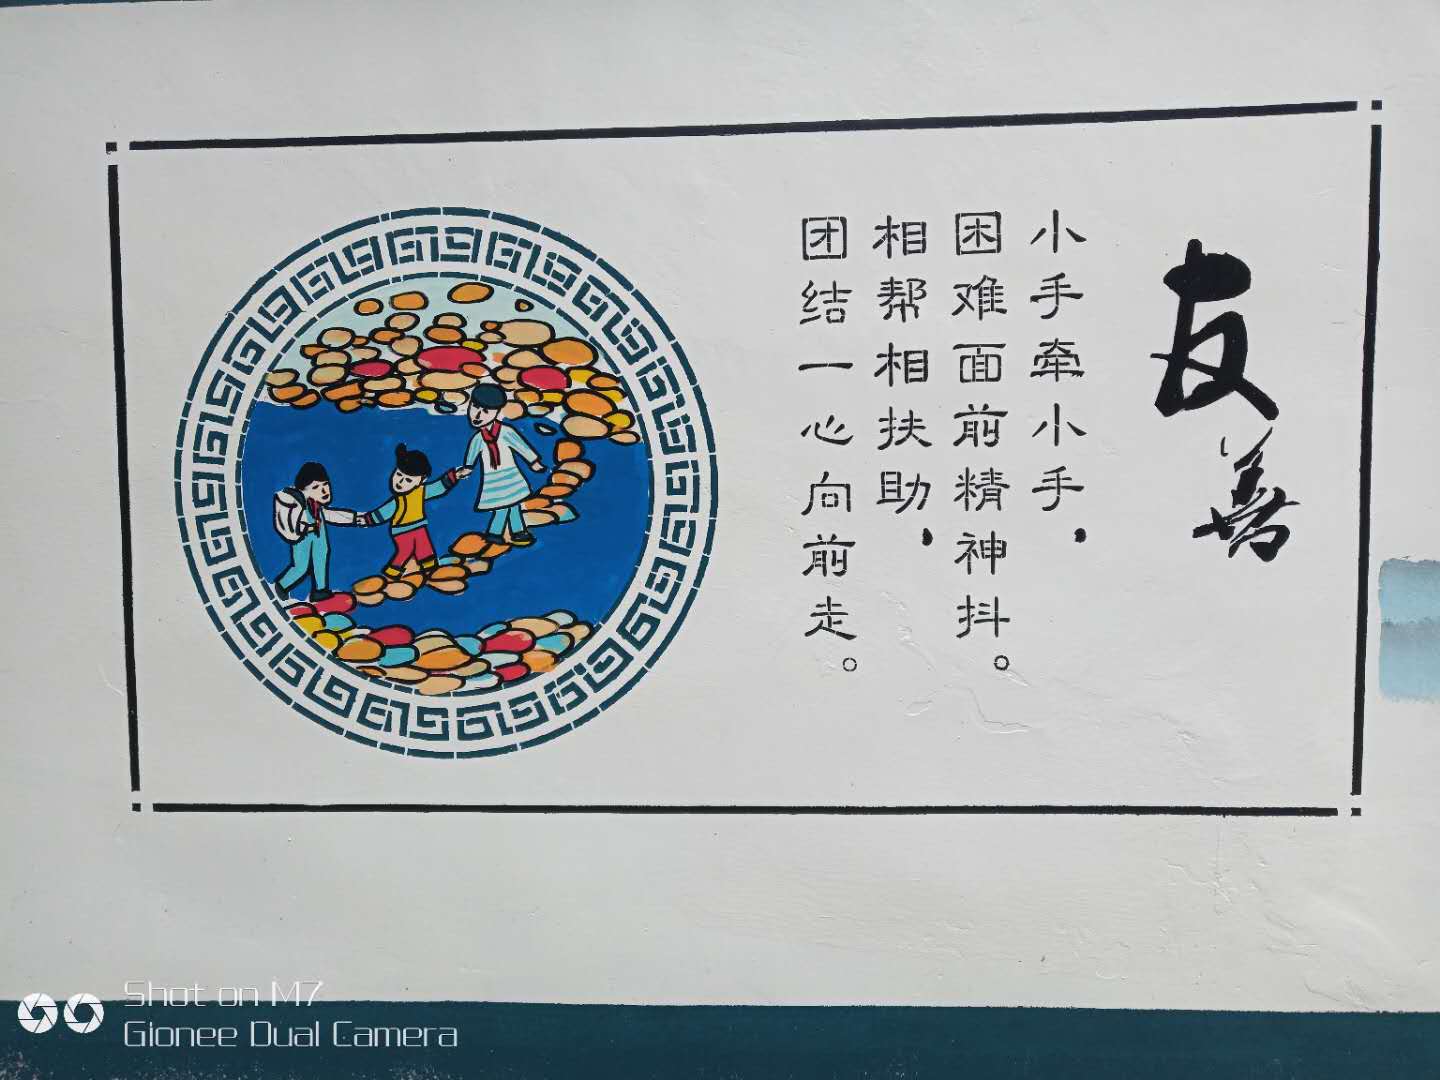 友善
小手牵小手，
困难面前精神抖。
相帮相扶助，
团结一心向前走。
Shot on M7
Gionee Dual Camera